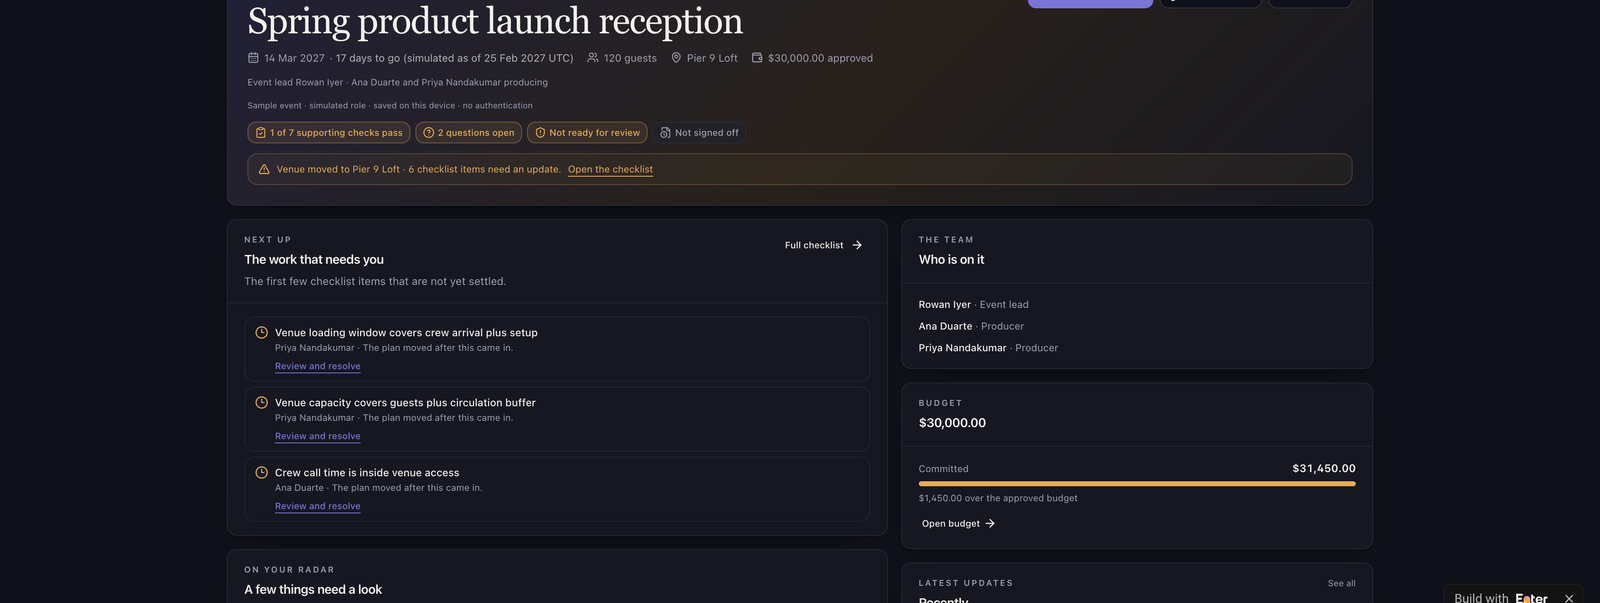 Spring product launch reception
14 Mar 2027 · 17 days to go (simulated as of 25 Feb 2027 UTC) 120 guests Pier 9 Loft $30,000.00 approved
Event lead Rowan Iyer · Ana Duarte and Priya Nandakumar producing
Sample event · simulated role · saved on this device · no authentication
1 of 7 supporting checks pass 2 questions open Not ready for review Not signed off
Venue moved to Pier 9 Loft · 6 checklist items need an update. Open the checklist
NEXT UP
The work that needs you
The first few checklist items that are not yet settled.
Full checklist
Venue loading window covers crew arrival plus setup
Priya Nandakumar · The plan moved after this came in.
Review and resolve
Venue capacity covers guests plus circulation buffer
Priya Nandakumar · The plan moved after this came in.
Review and resolve
Crew call time is inside venue access
Ana Duarte · The plan moved after this came in.
Review and resolve
ON YOUR RADAR
A few things need a look
THE TEAM
Who is on it
Rowan Iyer · Event lead
Ana Duarte · Producer
Priya Nandakumar · Producer
BUDGET
$30,000.00
Committed $31,450.00
$1,450.00 over the approved budget
Open budget
LATEST UPDATES See all
Recently
Build with Enter